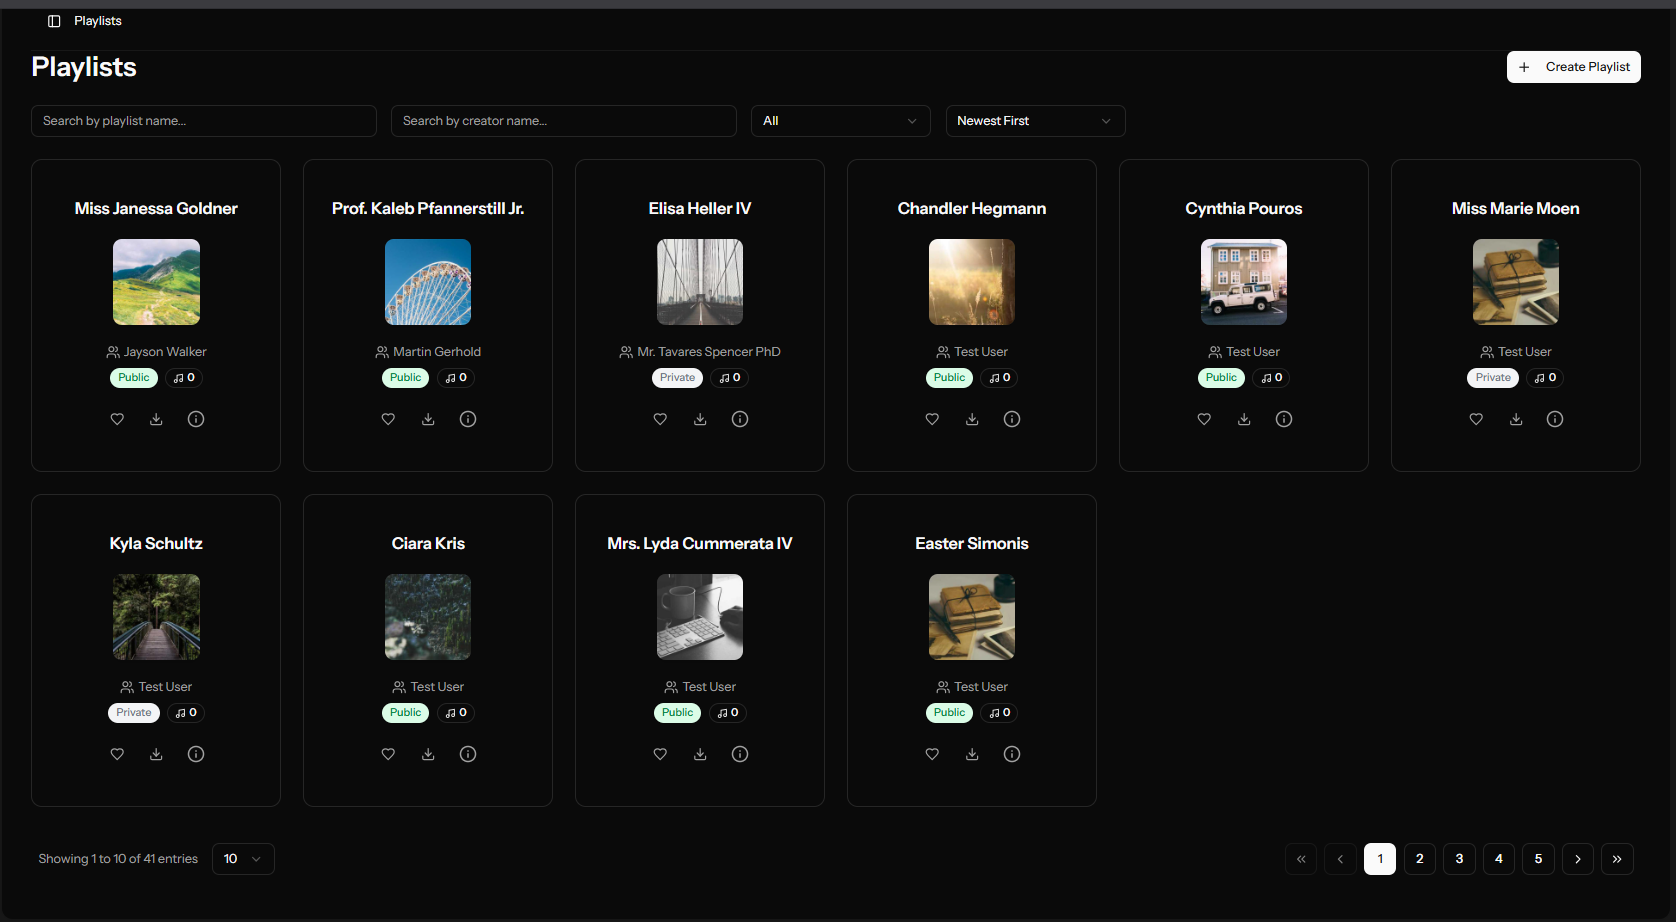 Playlists
Playlists
Create Playlist
Search by playlist name...
Search by creator name...
All
Newest First
Miss Janessa Goldner
Jayson Walker
Public
0
Prof. Kaleb Pfannerstill Jr.
Martin Gerhold
Public
0
Elisa Heller IV
Mr. Tavares Spencer PhD
Private
0
Chandler Hegmann
Test User
Public
0
Cynthia Pouros
Test User
Public
0
Miss Marie Moen
Test User
Private
0
Kyla Schultz
Test User
Private
0
Ciara Kris
Test User
Public
0
Mrs. Lyda Cummerata IV
Test User
Public
0
Easter Simonis
Test User
Public
0
Showing 1 to 10 of 41 entries
10
1 2 3 4 5